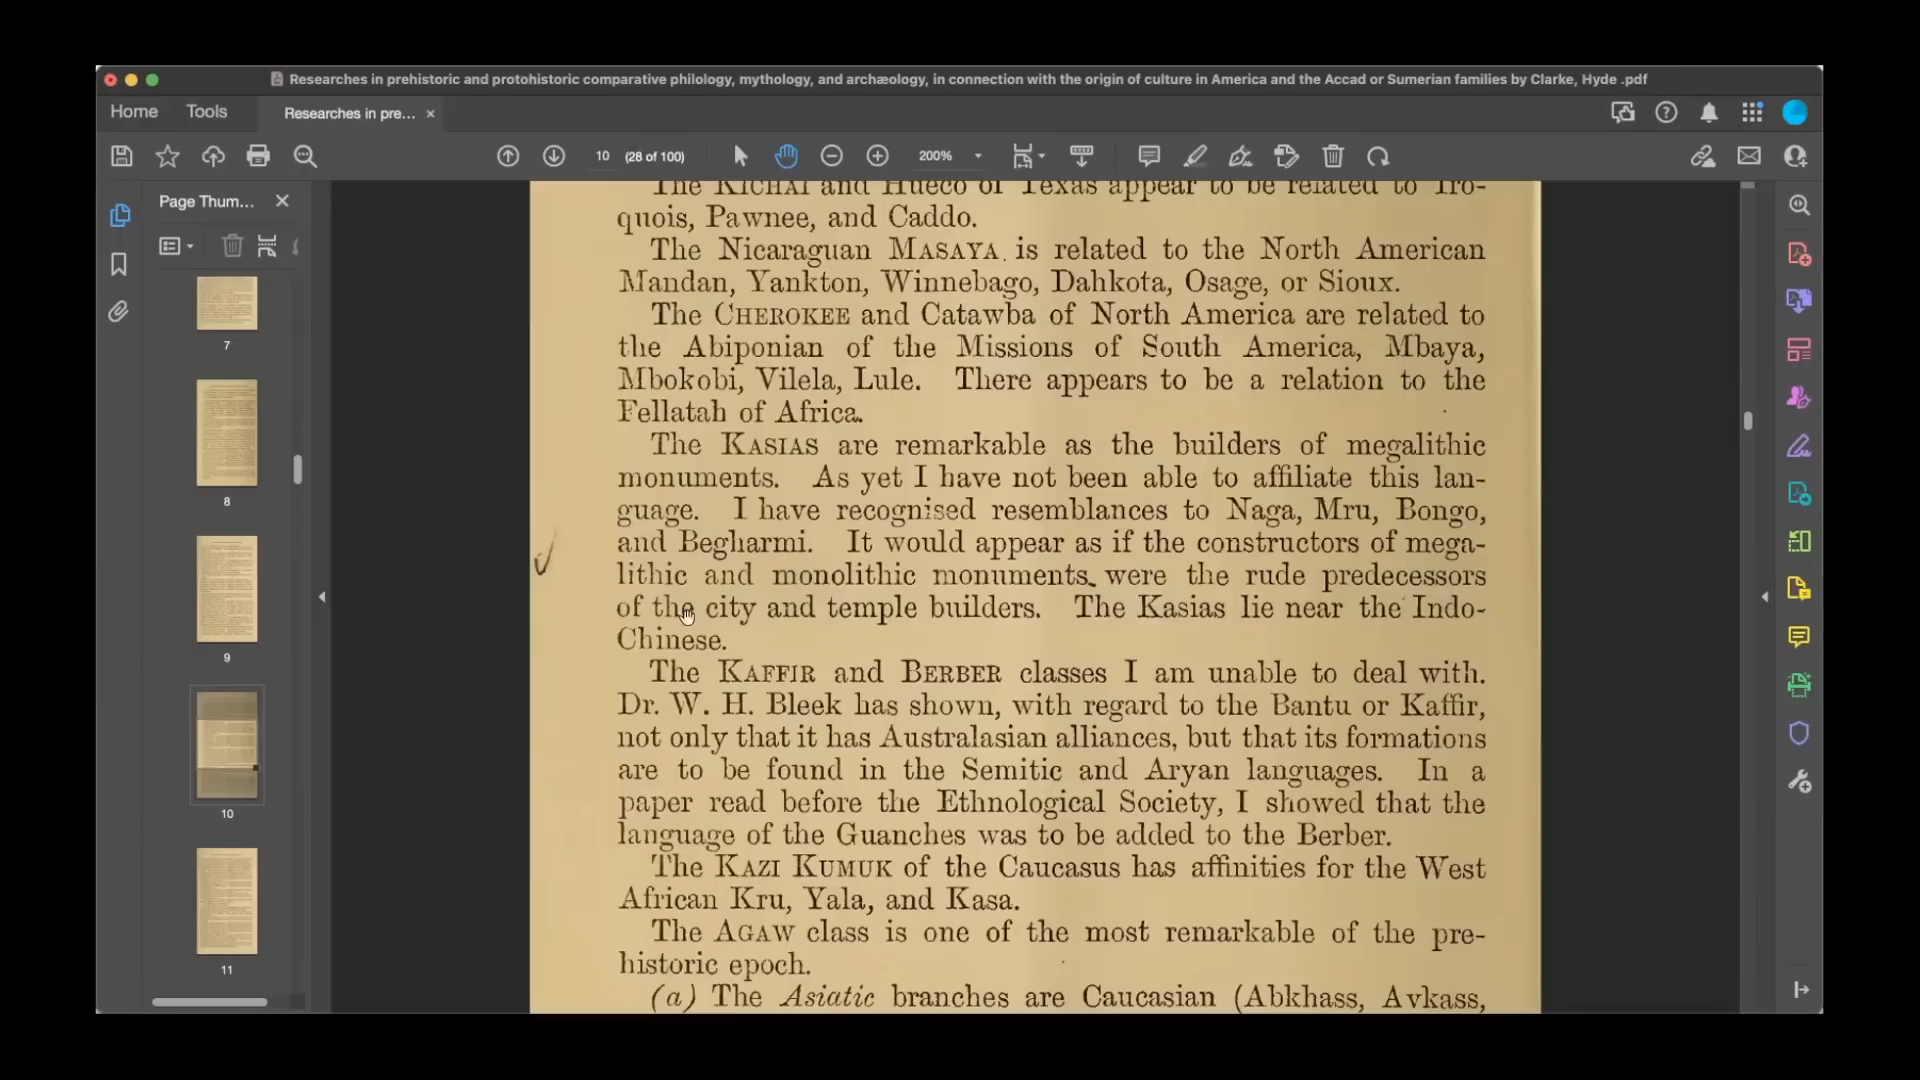 Researches in prehistoric and protohistoric comparative philology, mythology, and archæology, in connection with the origin of culture in America and the Accad or Sumerian families by Clarke, Hyde .pdf
Home Tools Researches in pre... ×
10 (28 of 100) 200%
Page Thum...
7
8
9
10
11
The KICHAI and Hueco of Texas appear to be related to Iro-
quois, Pawnee, and Caddo.
The Nicaraguan MASAYA is related to the North American
Mandan, Yankton, Winnebago, Dahkota, Osage, or Sioux.
The CHEROKEE and Catawba of North America are related to
the Abiponian of the Missions of South America, Mbaya,
Mbokobi, Vilela, Lule. There appears to be a relation to the
Fellatah of Africa.
The KASIAS are remarkable as the builders of megalithic
monuments. As yet I have not been able to affiliate this lan-
guage. I have recognised resemblances to Naga, Mru, Bongo,
and Begharmi. It would appear as if the constructors of mega-
lithic and monolithic monuments were the rude predecessors
of the city and temple builders. The Kasias lie near the Indo-
Chinese.
The KAFFIR and BERBER classes I am unable to deal with.
Dr. W. H. Bleek has shown, with regard to the Bantu or Kaffir,
not only that it has Australasian alliances, but that its formations
are to be found in the Semitic and Aryan languages. In a
paper read before the Ethnological Society, I showed that the
language of the Guanches was to be added to the Berber.
The KAZI KUMUK of the Caucasus has affinities for the West
African Kru, Yala, and Kasa.
The AGAW class is one of the most remarkable of the pre-
historic epoch.
(a) The Asiatic branches are Caucasian (Abkhass, Avkass,